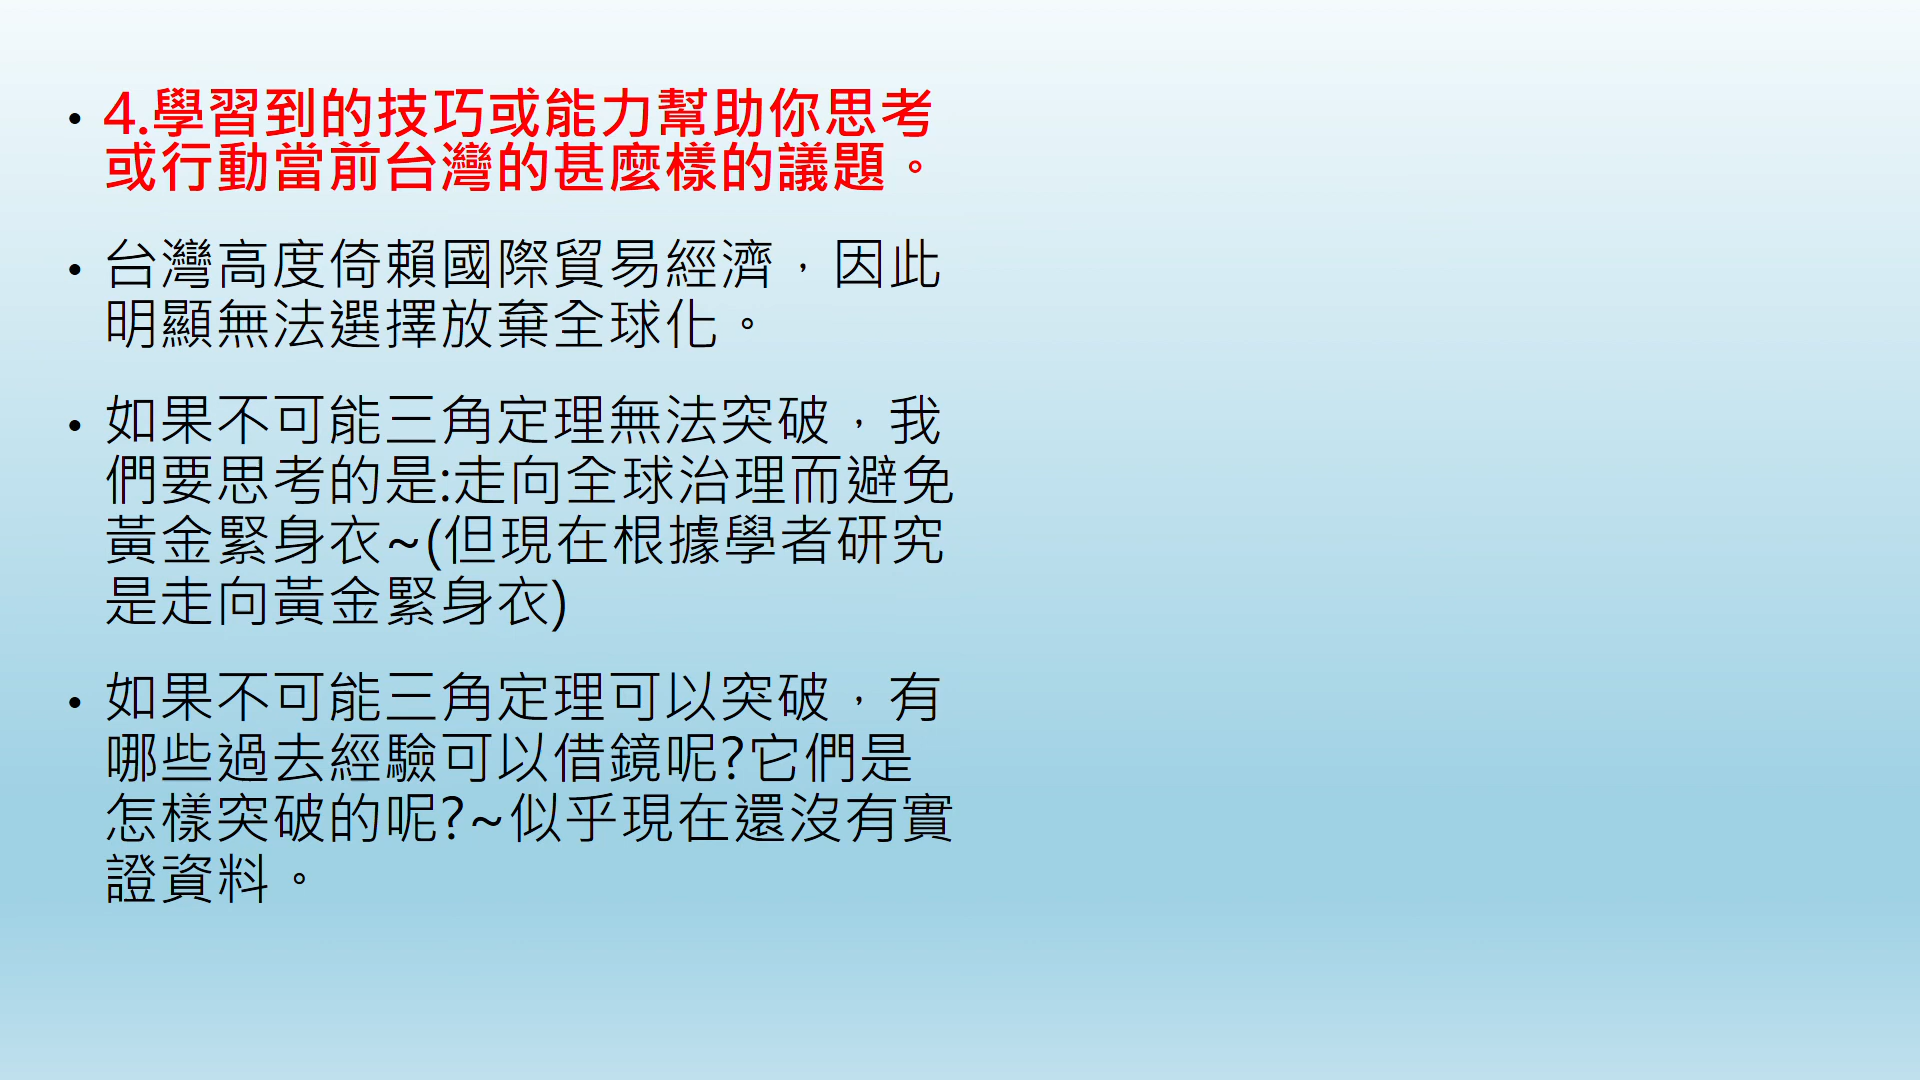 • 4.學習到的技巧或能力幫助你思考
或行動當前台灣的甚麼樣的議題。
• 台灣高度倚賴國際貿易經濟，因此
明顯無法選擇放棄全球化。
• 如果不可能三角定理無法突破，我
們要思考的是:走向全球治理而避免
黃金緊身衣~(但現在根據學者研究
是走向黃金緊身衣)
• 如果不可能三角定理可以突破，有
哪些過去經驗可以借鏡呢?它們是
怎樣突破的呢?~似乎現在還沒有實
證資料。